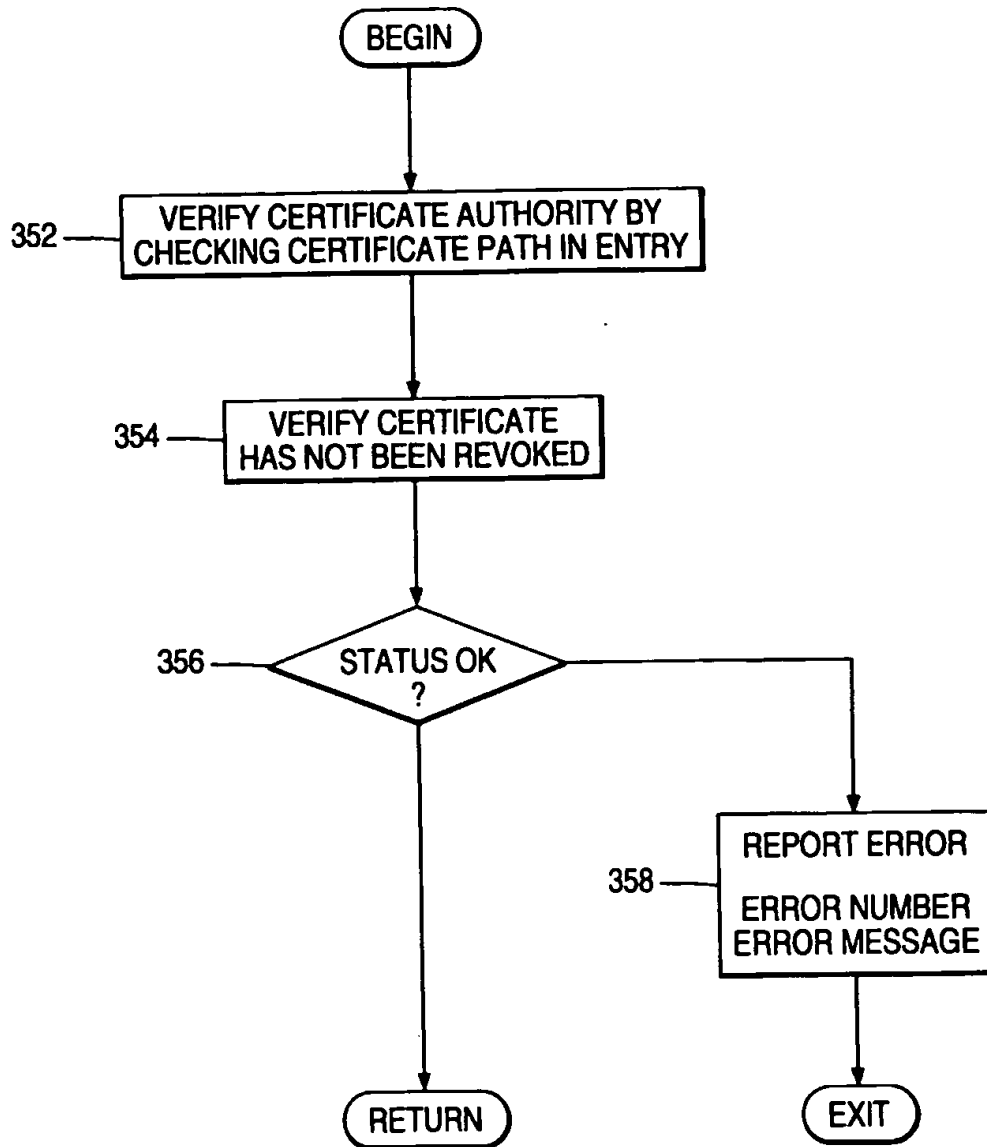 BEGIN
352
VERIFY CERTIFICATE AUTHORITY BY
CHECKING CERTIFICATE PATH IN ENTRY
354
VERIFY CERTIFICATE
HAS NOT BEEN REVOKED
356
STATUS OK
?
358
REPORT ERROR
ERROR NUMBER
ERROR MESSAGE
RETURN
EXIT